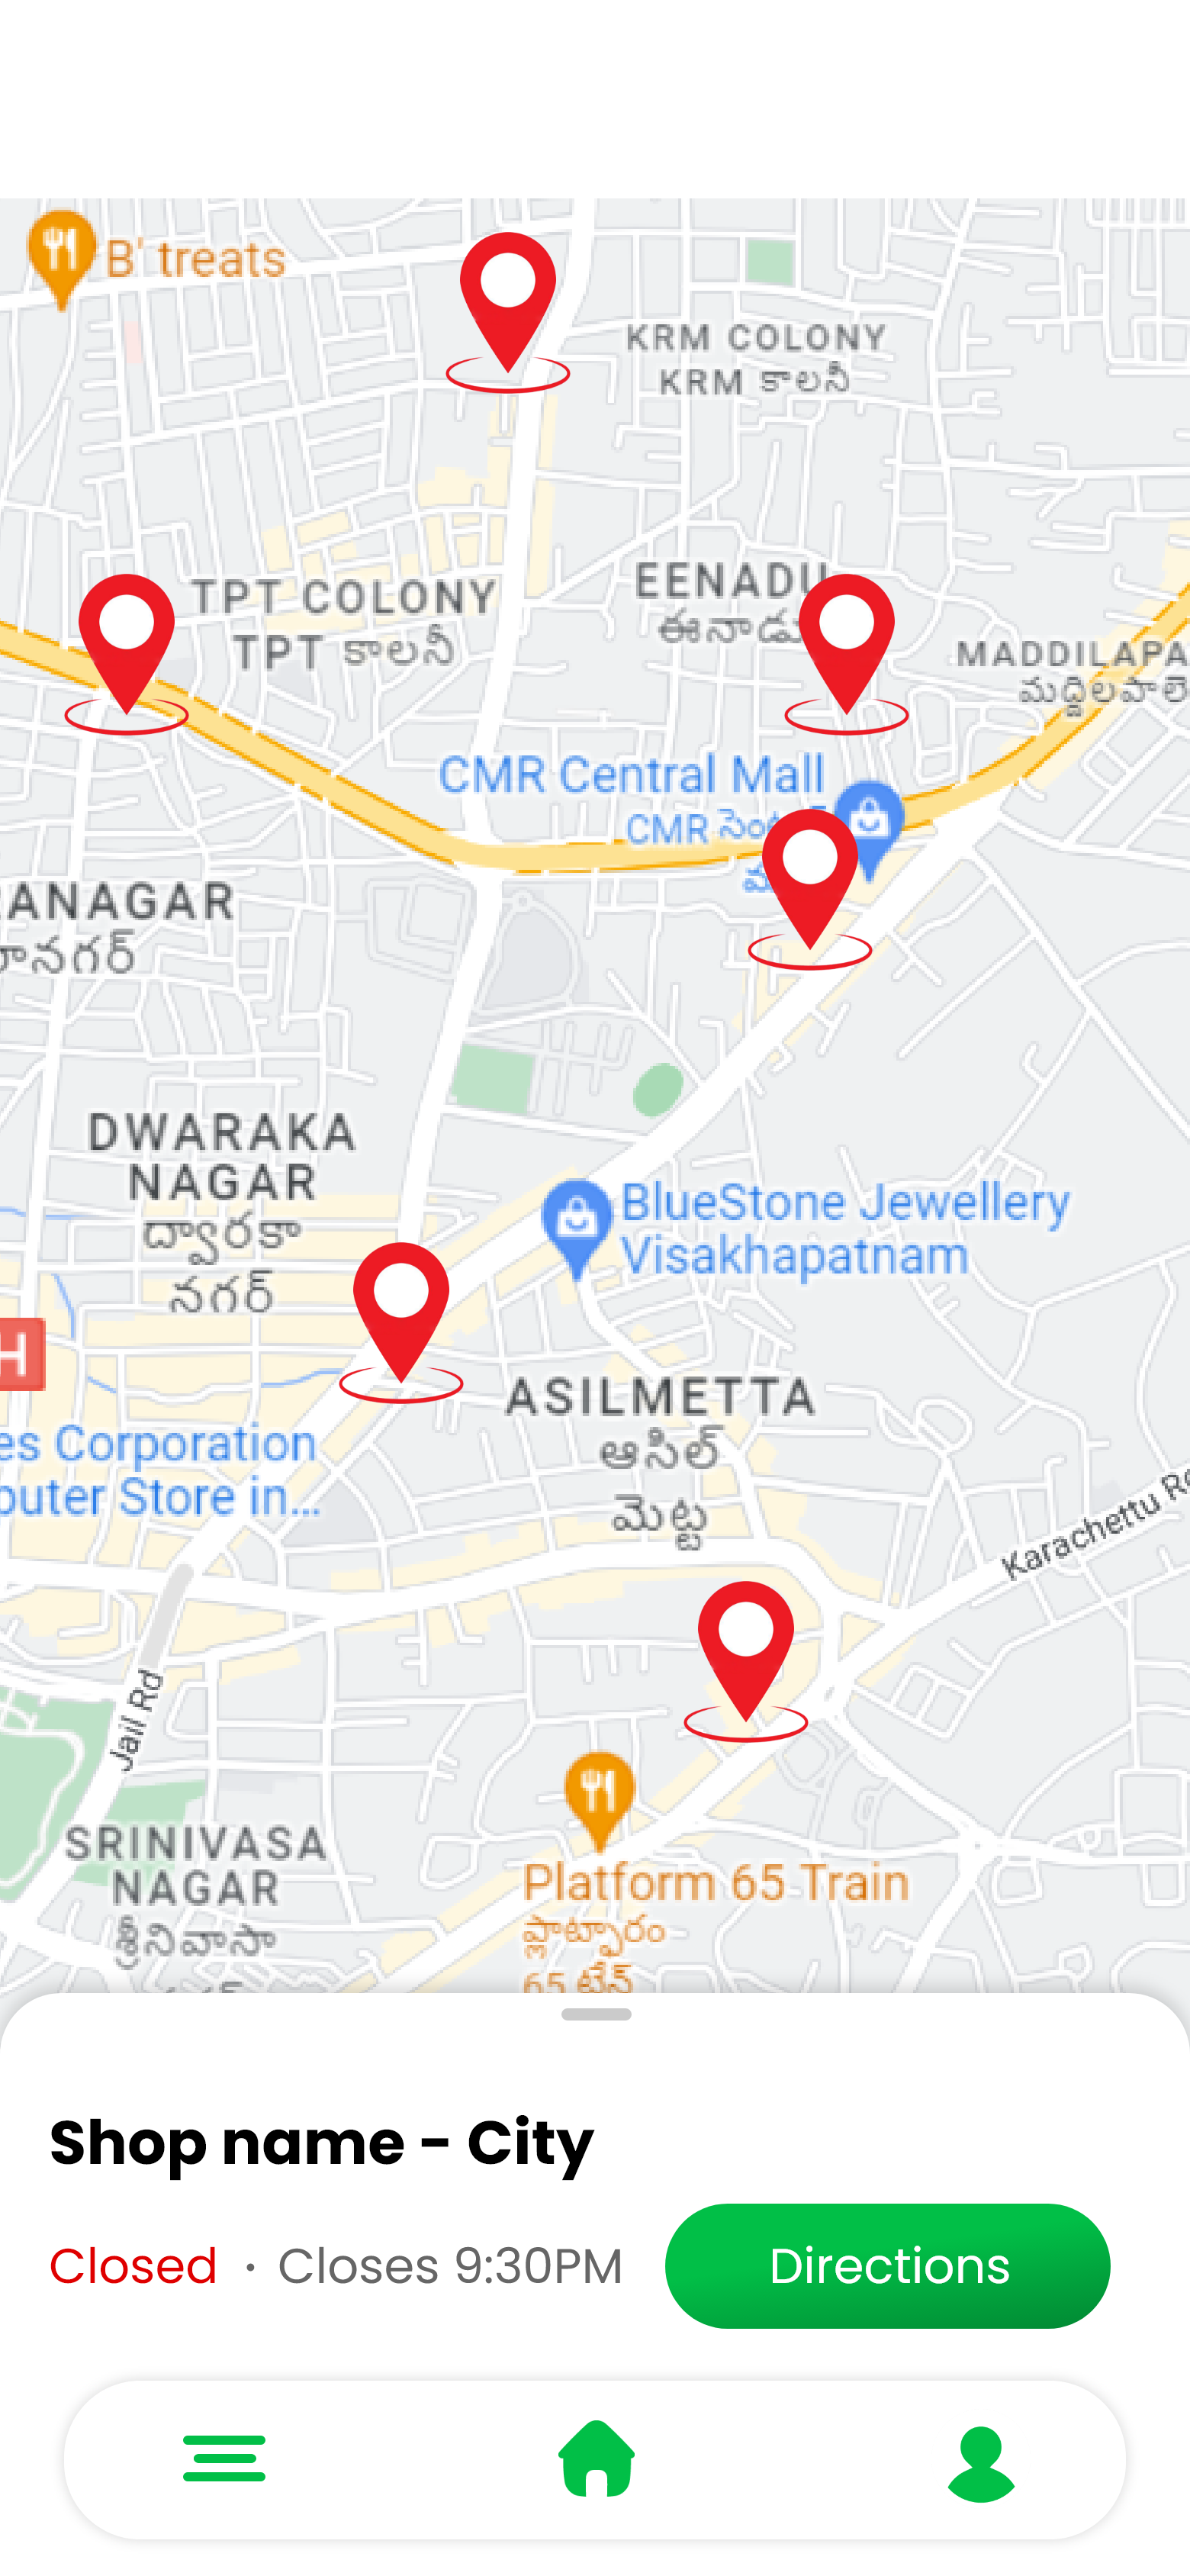 B' treats
KRM COLONY
KRM కాలనీ
TPT COLONY
TPT కాలనీ
EENADU
ఈనాడు
MADDILAPA
మద్దిలపాలె
CMR Central Mall
CMR
RANAGAR
నగర్
DWARAKA
NAGAR
ద్వారకా
నగర్
BlueStone Jewellery
Visakhapatnam
H
ASILMETTA
ఆసిల్
మెట్ట
es Corporation
puter Store in...
Karachettu Ro
Jail Rd
SRINIVASA
NAGAR
శ్రీనివాసా
Platform 65 Train
ప్లాట్ఫారం
65 ట్రైన్
Shop name - City
Closed · Closes 9:30PM
Directions